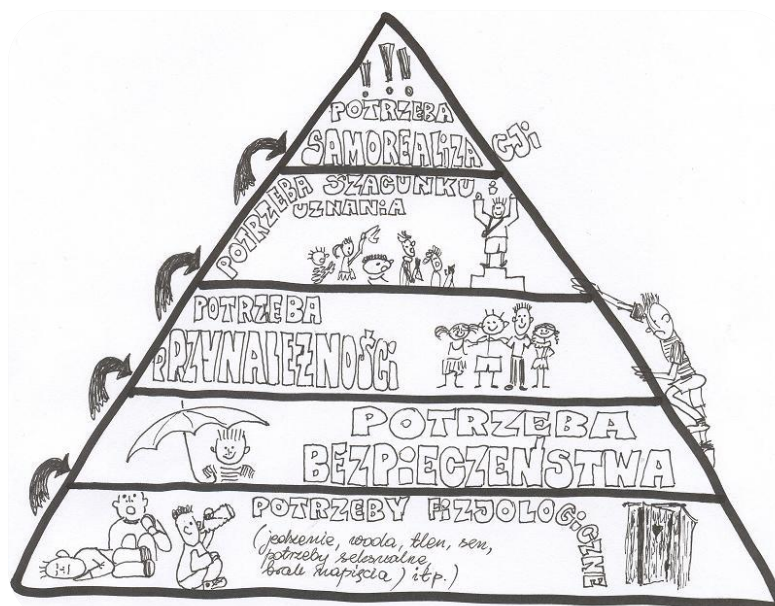 !!!
POTRZEBA
SAMOREALIZACJi
POTRZEBA SZACUNKU i
UZNANiA
POTRZEBA
PRZYNALEŻNOŚCi
POTRZEBA
BEZPiECZEŃSTWA
POTRZEBY FiZJOLOGiCZNE
(jedzenie, woda, tlen, sen,
potrzeby seksualne,
brak napięcia) itp.)